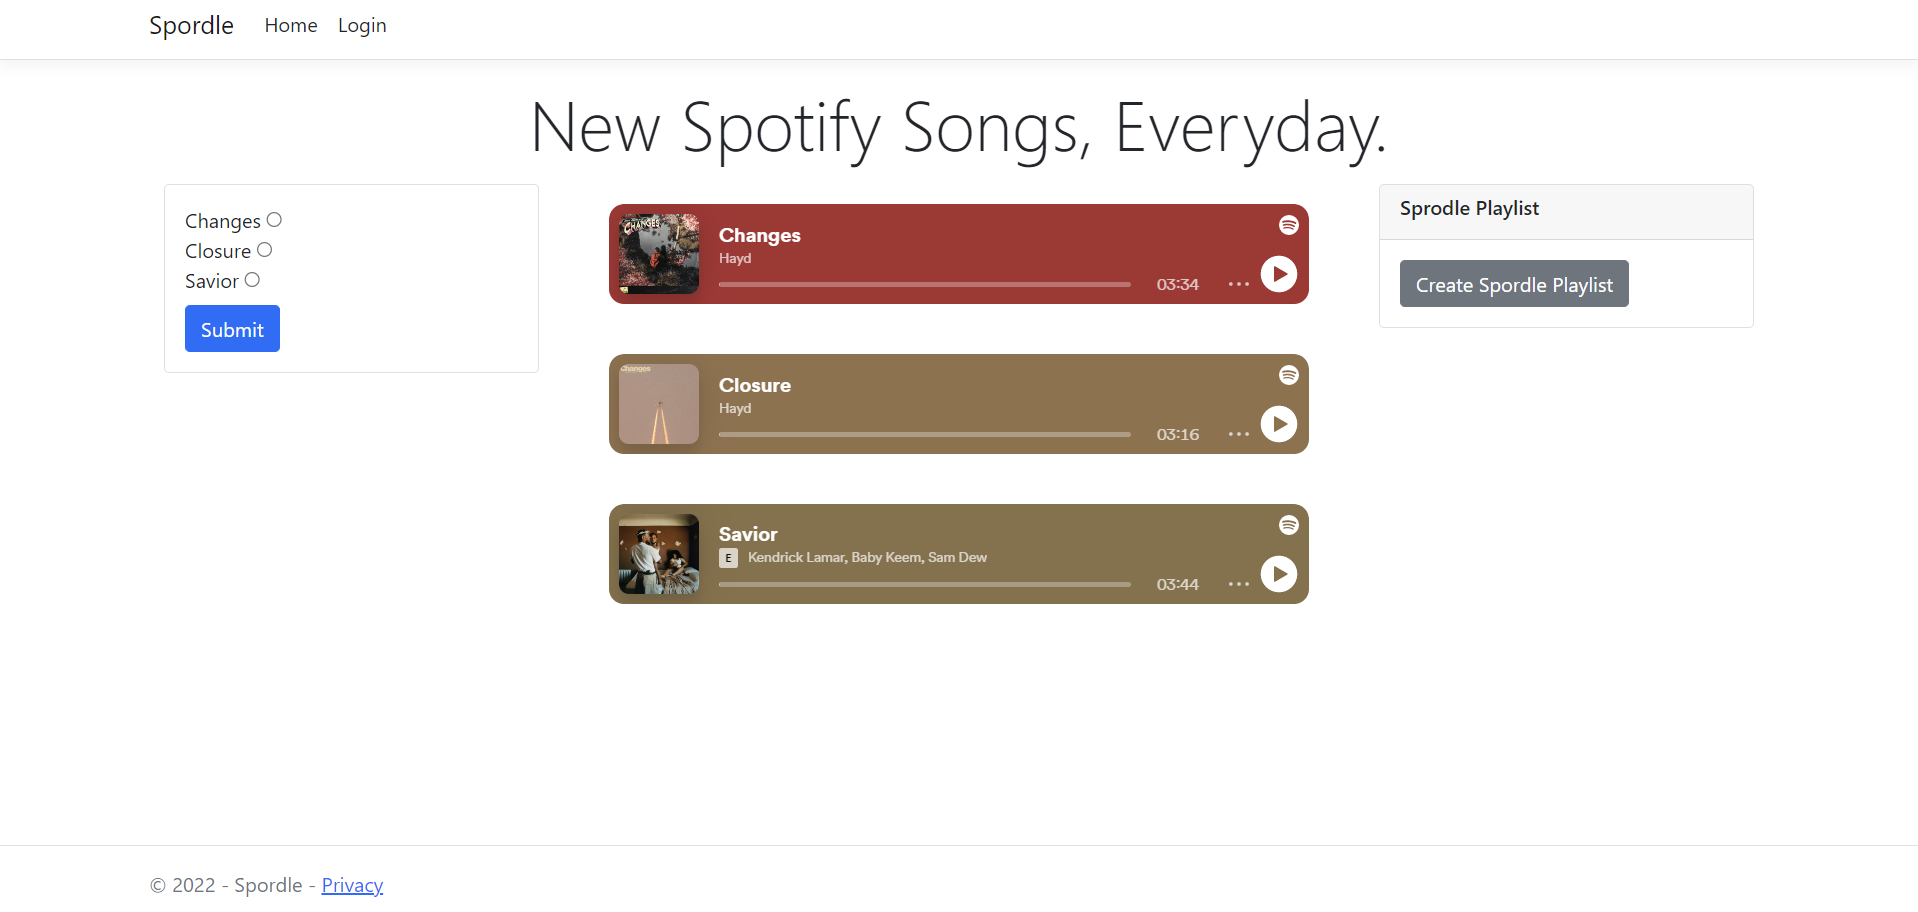 Spordle Home Login
New Spotify Songs, Everyday.
Changes
Closure
Savior
Submit
CHANGES
Changes
Hayd
03:34
Changes
Closure
Hayd
03:16
Savior
E Kendrick Lamar, Baby Keem, Sam Dew
03:44
Sprodle Playlist
Create Spordle Playlist
© 2022 - Spordle - Privacy